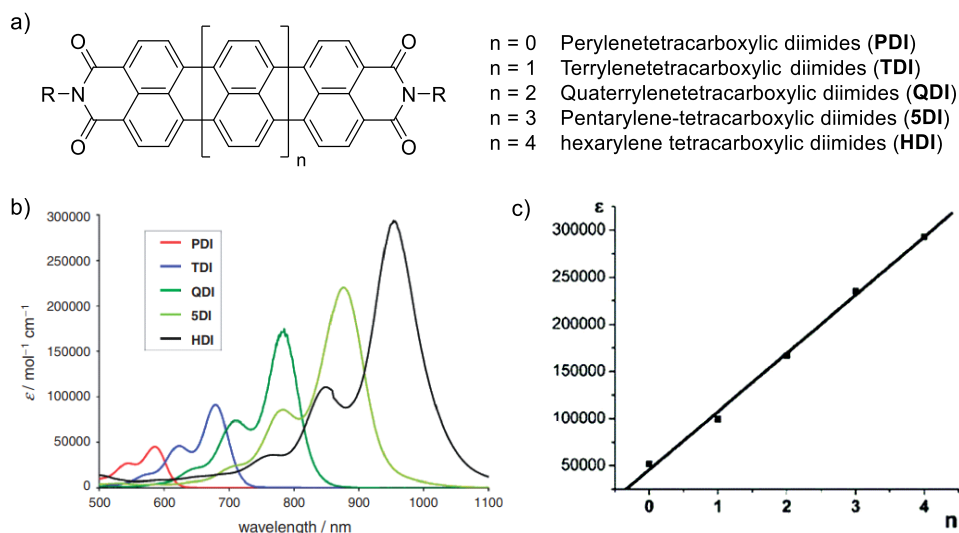 a)
O
O
R
N
N
R
O
O
n
n = 0 Perylenetetracarboxylic diimides (PDI)
n = 1 Terrylenetetracarboxylic diimides (TDI)
n = 2 Quaterrylenetetracarboxylic diimides (QDI)
n = 3 Pentarylene-tetracarboxylic diimides (5DI)
n = 4 hexarylene tetracarboxylic diimides (HDI)
b)
300000
250000
200000
150000
100000
50000
0
ε / mol⁻¹ cm⁻¹
PDI
TDI
QDI
5DI
HDI
500 600 700 800 900 1000 1100
wavelength / nm
c)
ε
300000
250000
200000
150000
100000
50000
0 1 2 3 4
n